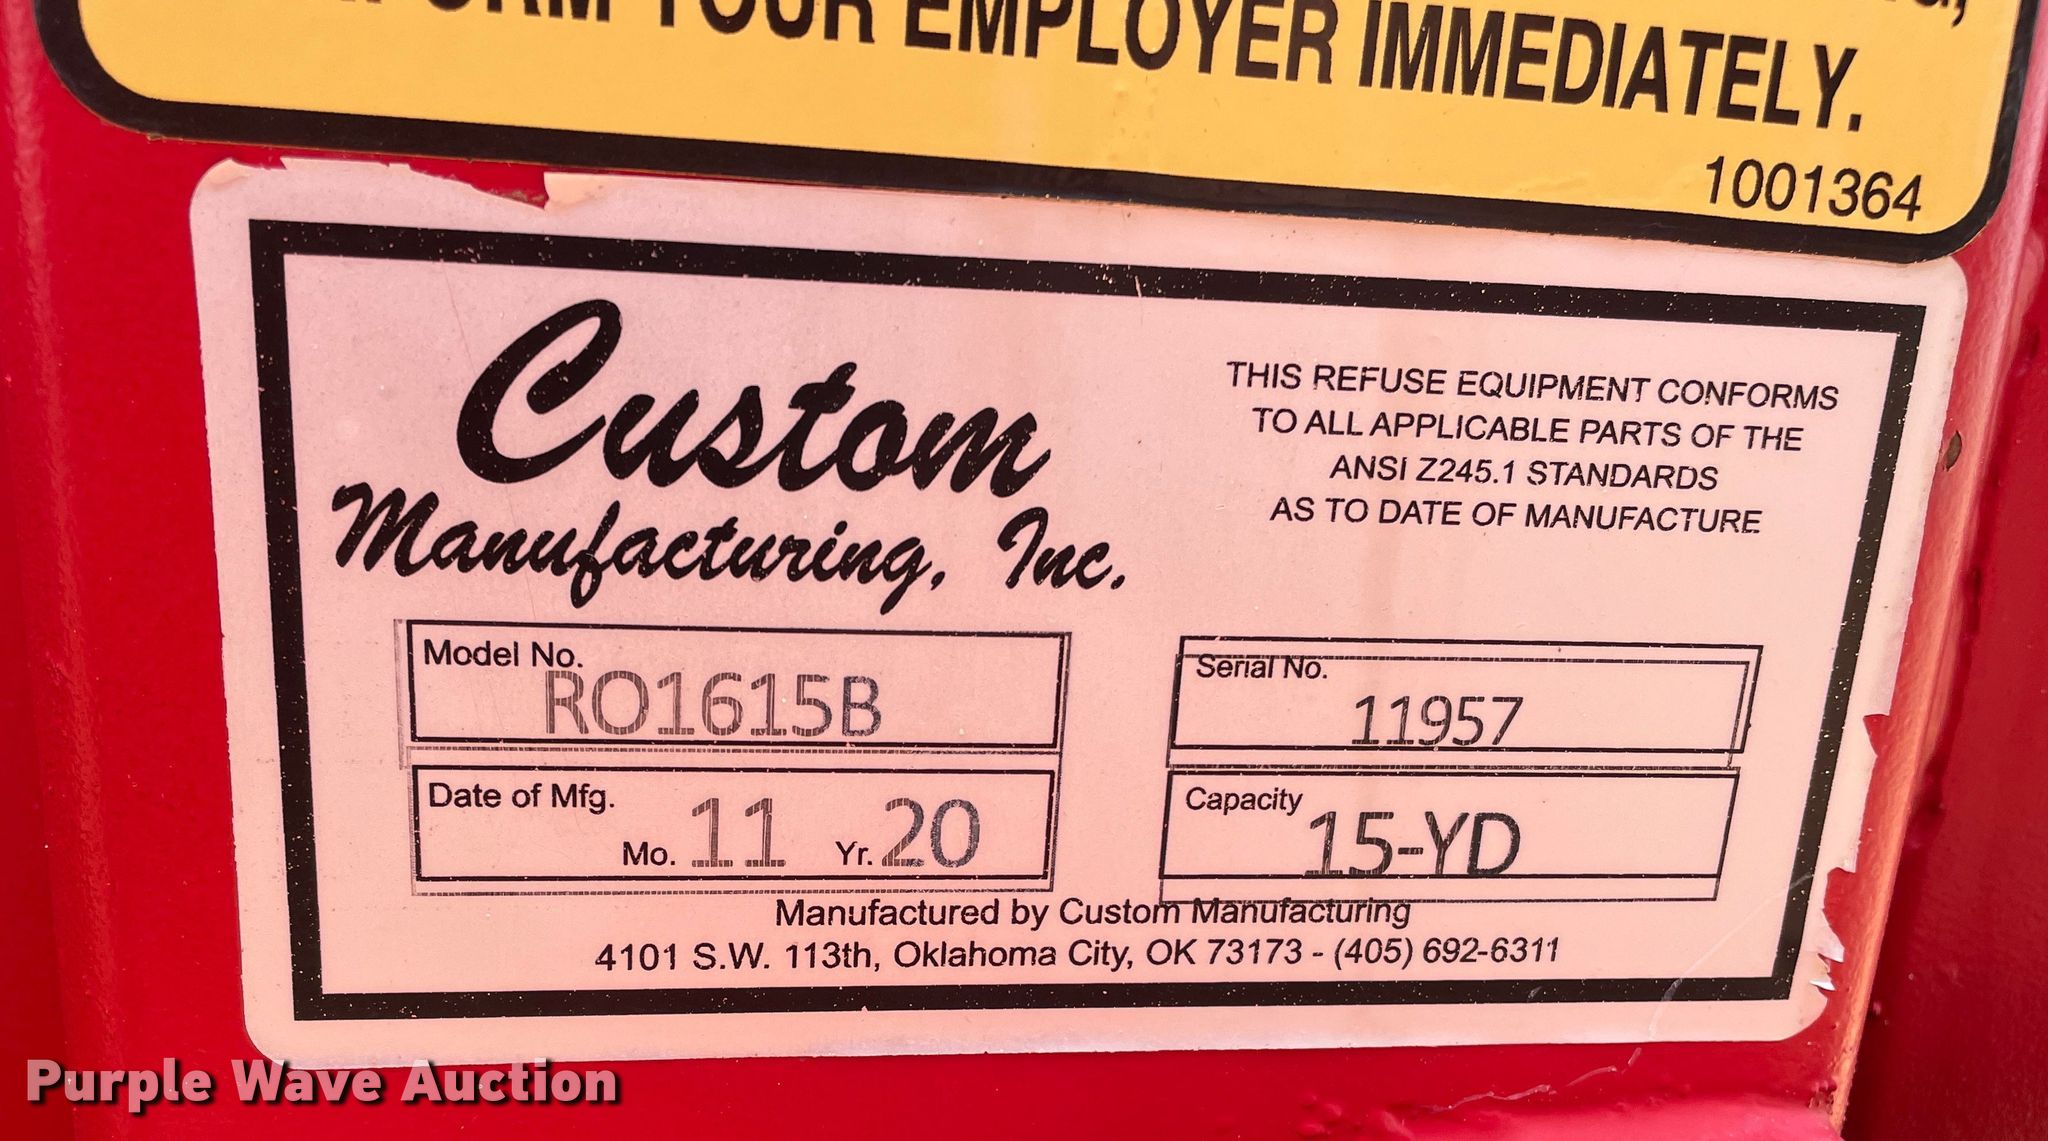 YOUR EMPLOYER IMMEDIATELY.
1001364
Custom
Manufacturing, Inc.
THIS REFUSE EQUIPMENT CONFORMS
TO ALL APPLICABLE PARTS OF THE
ANSI Z245.1 STANDARDS
AS TO DATE OF MANUFACTURE
Model No.
RO1615B
Serial No.
11957
Date of Mfg.
Mo. 11 Yr. 20
Capacity
15-YD
Manufactured by Custom Manufacturing
4101 S.W. 113th, Oklahoma City, OK 73173 - (405) 692-6311
Purple Wave Auction